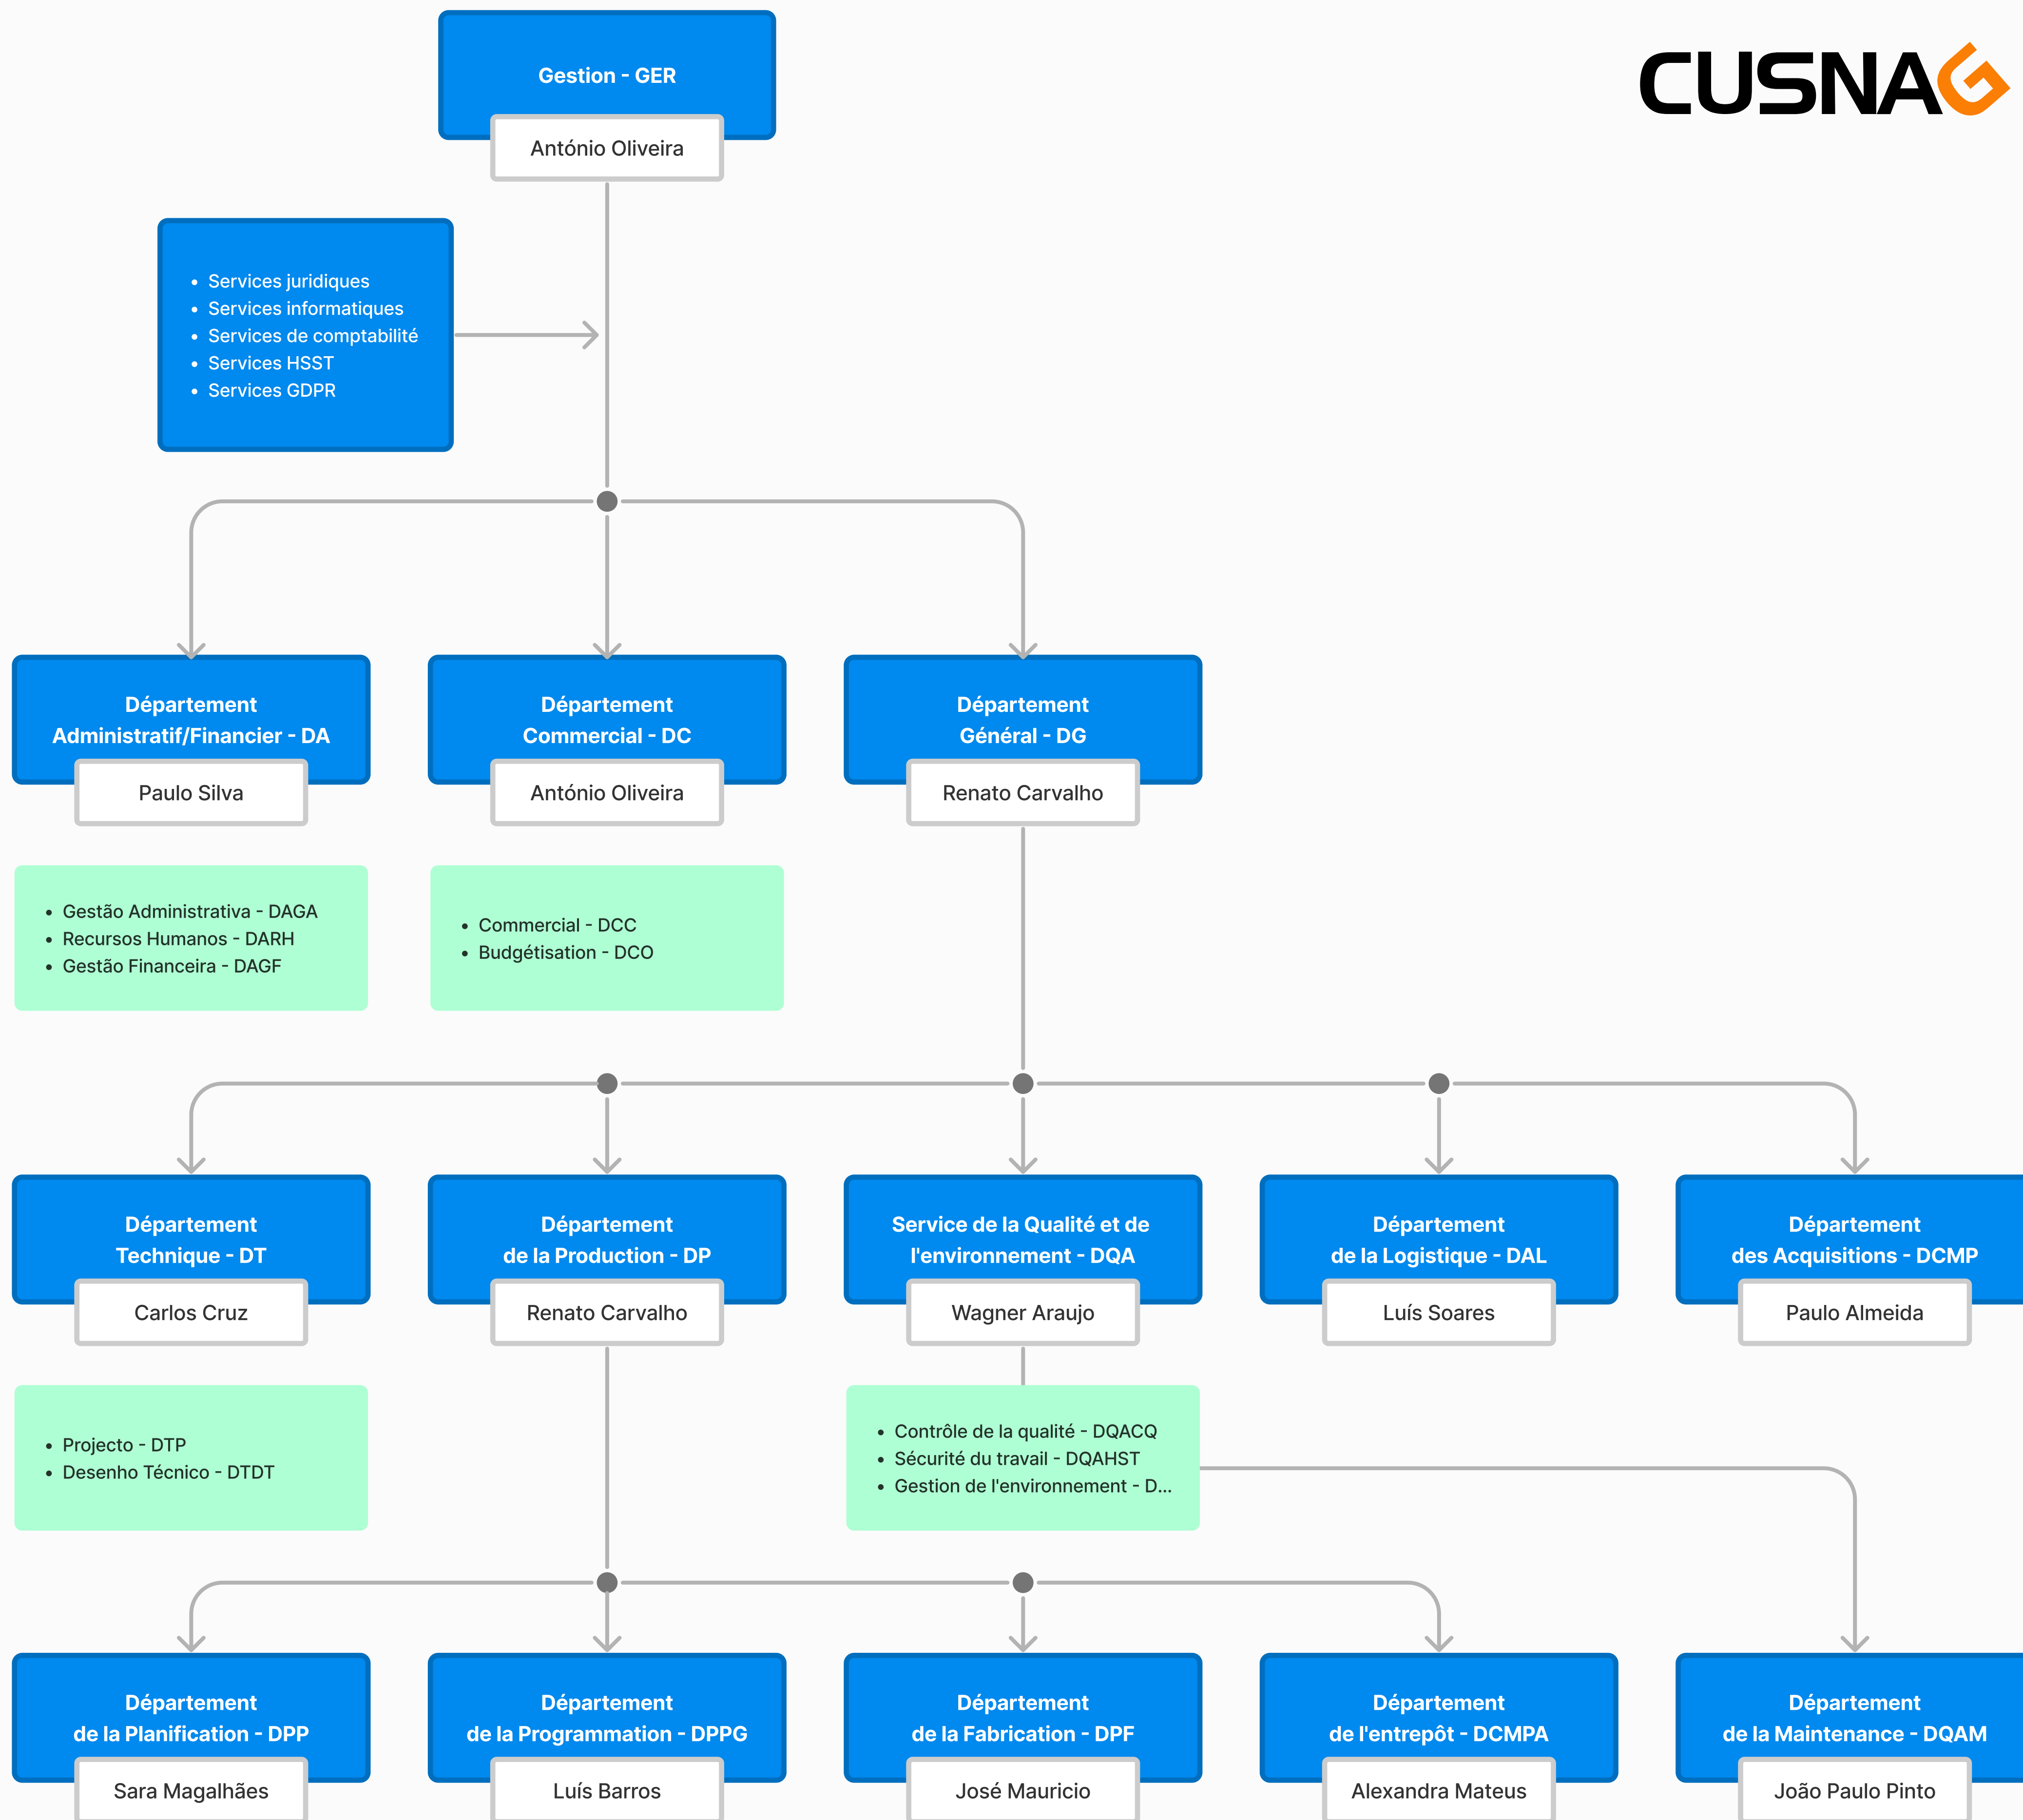 Gestion - GER
António Oliveira
CUSNAG
• Services juridiques
• Services informatiques
• Services de comptabilité
• Services HSST
• Services GDPR
Département
Administratif/Financier - DA
Paulo Silva
Département
Commercial - DC
António Oliveira
Département
Général - DG
Renato Carvalho
• Gestão Administrativa - DAGA
• Recursos Humanos - DARH
• Gestão Financeira - DAGF
• Commercial - DCC
• Budgétisation - DCO
Département
Technique - DT
Carlos Cruz
Département
de la Production - DP
Renato Carvalho
Service de la Qualité et de
l'environnement - DQA
Wagner Araujo
Département
de la Logistique - DAL
Luís Soares
Département
des Acquisitions - DCMP
Paulo Almeida
• Projecto - DTP
• Desenho Técnico - DTDT
• Contrôle de la qualité - DQACQ
• Sécurité du travail - DQAHST
• Gestion de l'environnement - D...
Département
de la Planification - DPP
Sara Magalhães
Département
de la Programmation - DPPG
Luís Barros
Département
de la Fabrication - DPF
José Mauricio
Département
de l'entrepôt - DCMPA
Alexandra Mateus
Département
de la Maintenance - DQAM
João Paulo Pinto